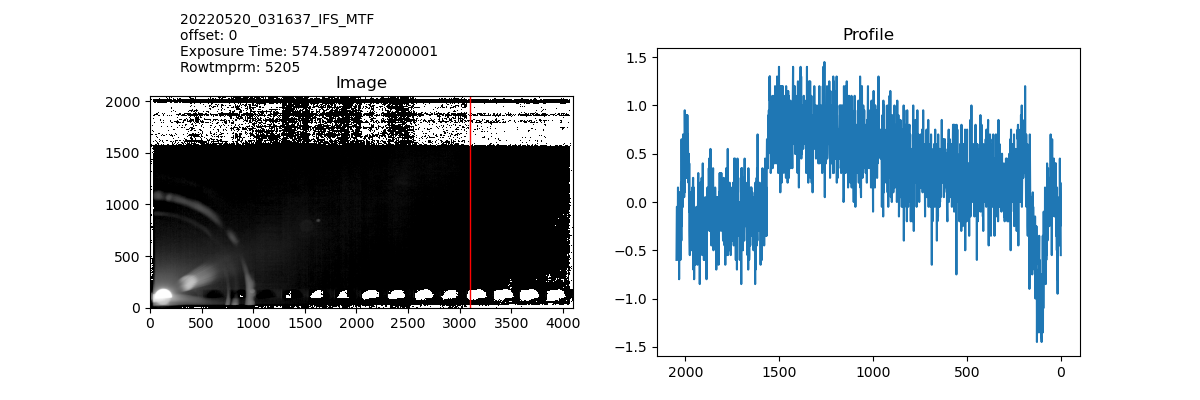 20220520_031637_IFS_MTF
offset: 0
Exposure Time: 574.5897472000001
Rowtmprm: 5205
Image
2000
1500
1000
500
0
0 500 1000 1500 2000 2500 3000 3500 4000
Profile
1.5
1.0
0.5
0.0
−0.5
−1.0
−1.5
2000 1500 1000 500 0